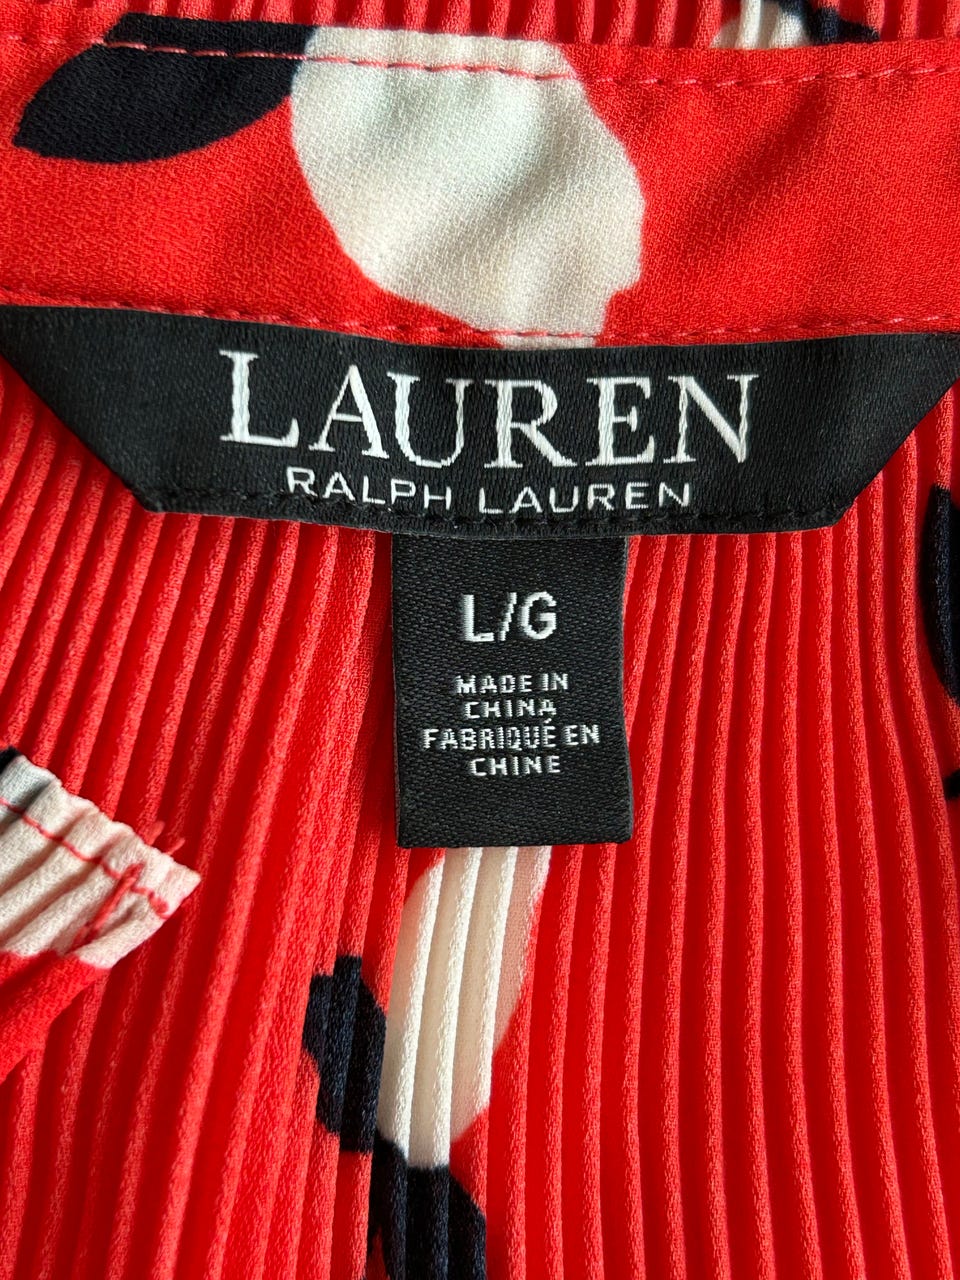 LAUREN
RALPH LAUREN
L/G
MADE IN
CHINA
FABRIQUÉ EN
CHINE